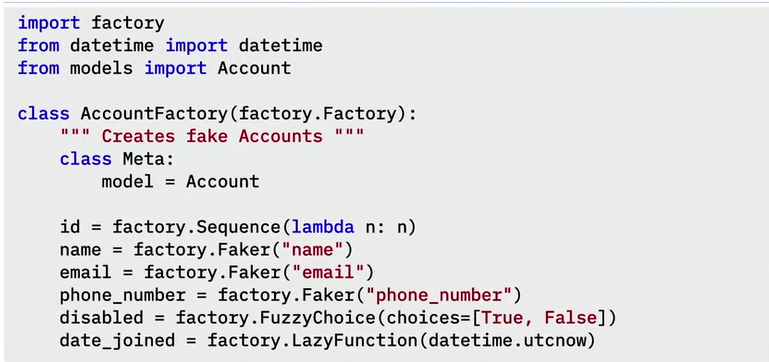 import factory
from datetime import datetime
from models import Account
class AccountFactory(factory.Factory):
""" Creates fake Accounts """
class Meta:
model = Account
id = factory.Sequence(lambda n: n)
name = factory.Faker("name")
email = factory.Faker("email")
phone_number = factory.Faker("phone_number")
disabled = factory.FuzzyChoice(choices=[True, False])
date_joined = factory.LazyFunction(datetime.utcnow)